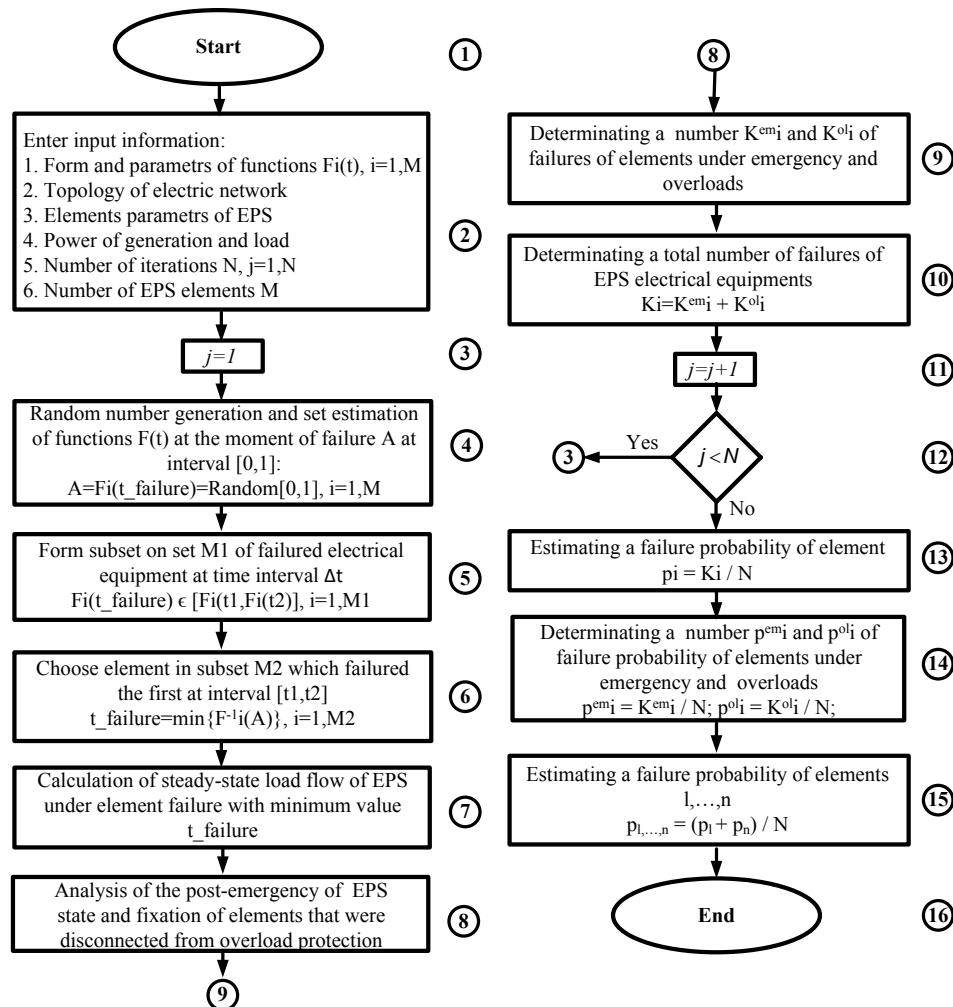 Start
1
Enter input information:
1. Form and parametrs of functions Fi(t), i=1,M
2. Topology of electric network
3. Elements parametrs of EPS
4. Power of generation and load
5. Number of iterations N, j=1,N
6. Number of EPS elements M
2
j=1
3
Random number generation and set estimation
of functions F(t) at the moment of failure A at
interval [0,1]:
A=Fi(t_failure)=Random[0,1], i=1,M
4
Form subset on set M1 of failured electrical
equipment at time interval Δt
Fi(t_failure) ϵ [Fi(t1,Fi(t2)], i=1,M1
5
Choose element in subset M2 which failured
the first at interval [t1,t2]
t_failure=min{F⁻¹i(A)}, i=1,M2
6
Calculation of steady-state load flow of EPS
under element failure with minimum value
t_failure
7
Analysis of the post-emergency of EPS
state and fixation of elements that were
disconnected from overload protection
8
9
8
Determinating a number Kᵉᵐi and Kᵒˡi of
failures of elements under emergency and
overloads
9
Determinating a total number of failures of
EPS electrical equipments
Ki=Kᵉᵐi + Kᵒˡi
10
j=j+1
11
j<N
Yes
3
12
No
Estimating a failure probability of element
pi = Ki / N
13
Determinating a number pᵉᵐi and pᵒˡi of
failure probability of elements under
emergency and overloads
pᵉᵐi = Kᵉᵐi / N; pᵒˡi = Kᵒˡi / N;
14
Estimating a failure probability of elements
l,…,n
p_l,…,n = (p_l + p_n) / N
15
End
16